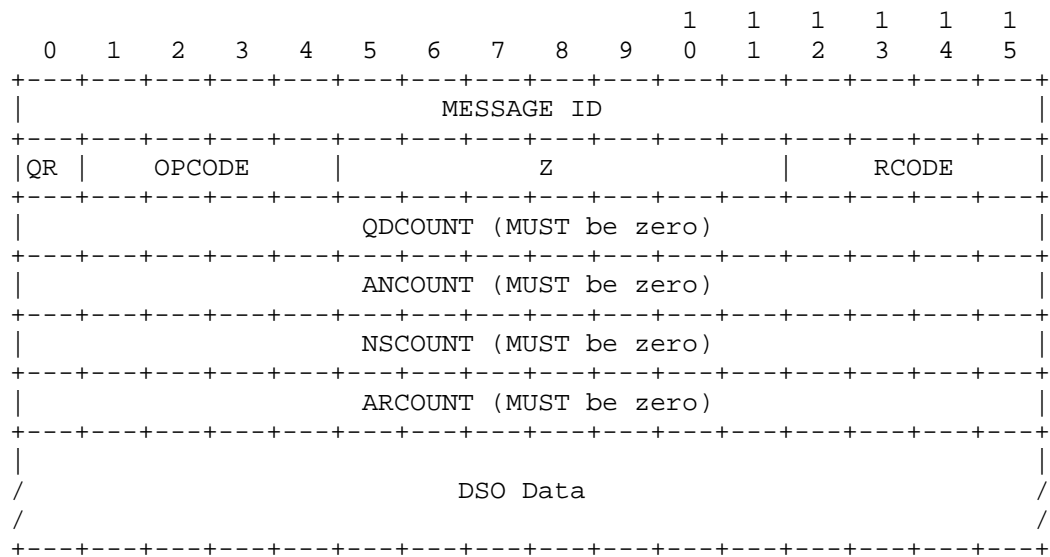 1   1   1   1   1   1
     0   1   2   3   4   5   6   7   8   9   0   1   2   3   4   5
   +---+---+---+---+---+---+---+---+---+---+---+---+---+---+---+---+
   |                          MESSAGE ID                           |
   +---+---+---+---+---+---+---+---+---+---+---+---+---+---+---+---+
   |QR |    OPCODE     |            Z              |     RCODE     |
   +---+---+---+---+---+---+---+---+---+---+---+---+---+---+---+---+
   |                     QDCOUNT (MUST be zero)                    |
   +---+---+---+---+---+---+---+---+---+---+---+---+---+---+---+---+
   |                     ANCOUNT (MUST be zero)                    |
   +---+---+---+---+---+---+---+---+---+---+---+---+---+---+---+---+
   |                     NSCOUNT (MUST be zero)                    |
   +---+---+---+---+---+---+---+---+---+---+---+---+---+---+---+---+
   |                     ARCOUNT (MUST be zero)                    |
   +---+---+---+---+---+---+---+---+---+---+---+---+---+---+---+---+
   |                                                               |
   /                           DSO Data                            /
   /                                                               /
   +---+---+---+---+---+---+---+---+---+---+---+---+---+---+---+---+